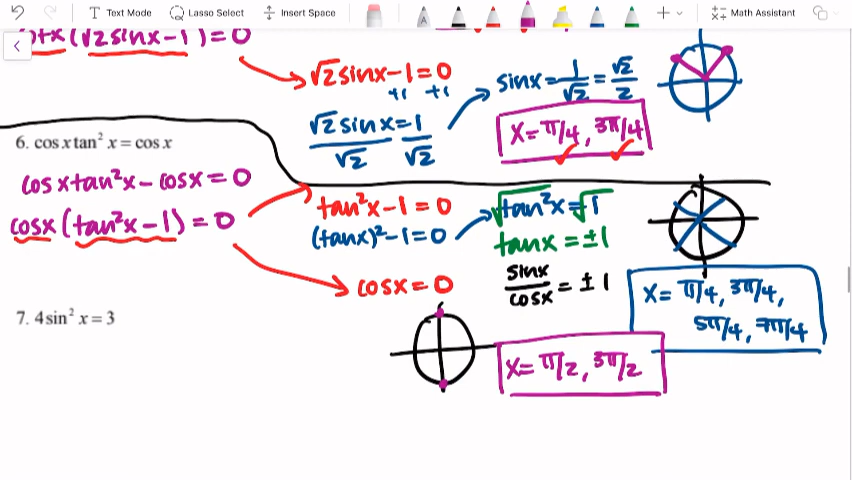 Text Mode Lasso Select Insert Space Math Assistant
(√2sinx-1)=0
√2sinx-1=0
+1 +1
√2sinx=1
√2 √2
sinx=1/√2=√2/2
x=π/4, 3π/4
6. cos x tan² x = cos x
cosxtan²x-cosx=0
cosx(tan²x-1)=0
tan²x-1=0
(tanx)²-1=0
√tan²x=√1
tanx=±1
sinx/cosx=±1
x=π/4, 3π/4,
5π/4, 7π/4
cosx=0
x=π/2, 3π/2
7. 4 sin² x = 3